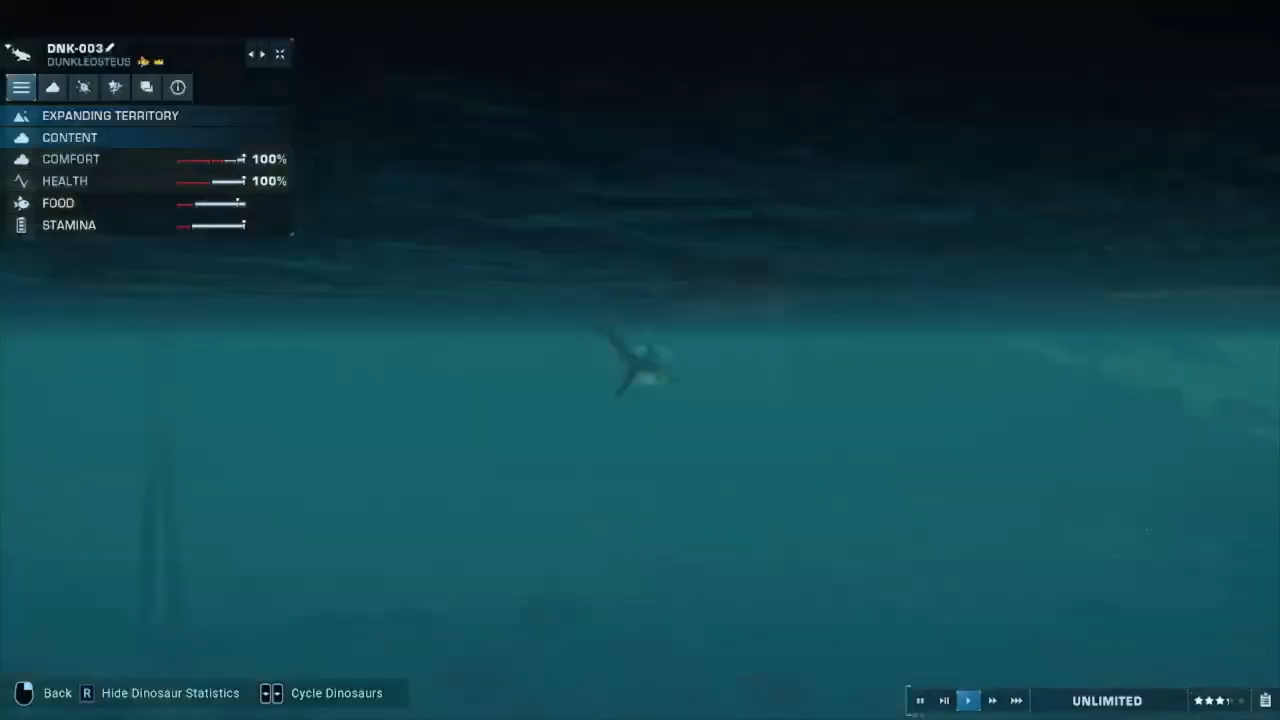 DNK-003
DUNKLEOSTEUS
EXPANDING TERRITORY
CONTENT
COMFORT 100%
HEALTH 100%
FOOD
STAMINA
Back R Hide Dinosaur Statistics Cycle Dinosaurs
UNLIMITED